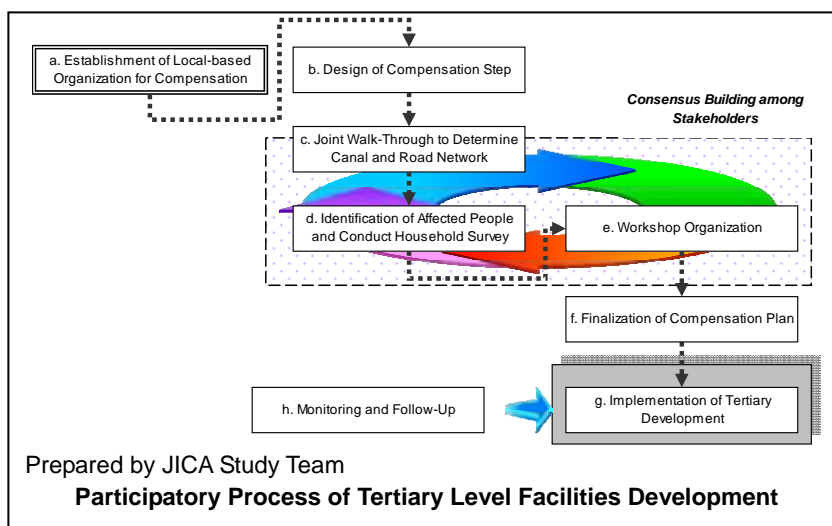 a. Establishment of Local-based
Organization for Compensation
b. Design of Compensation Step
Consensus Building among
Stakeholders
c. Joint Walk-Through to Determine
Canal and Road Network
d. Identification of Affected People
and Conduct Household Survey
e. Workshop Organization
f. Finalization of Compensation Plan
h. Monitoring and Follow-Up
g. Implementation of Tertiary
Development
Prepared by JICA Study Team
Participatory Process of Tertiary Level Facilities Development